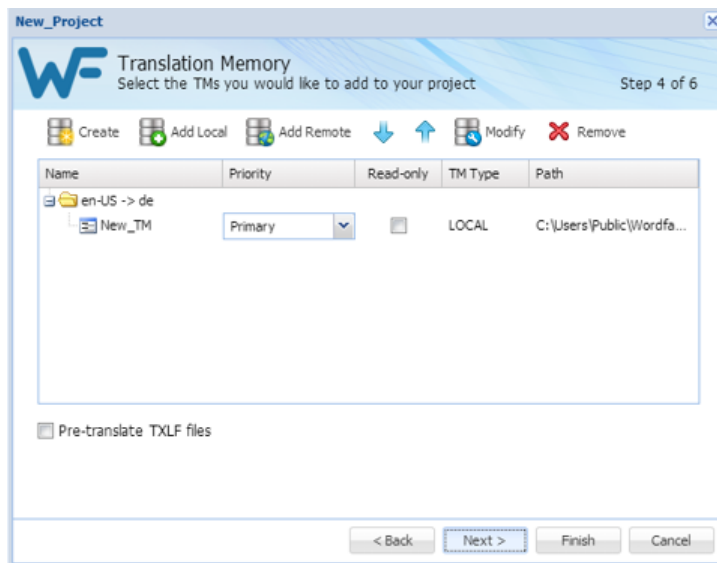 New_Project
WF
Translation Memory
Select the TMs you would like to add to your project
Step 4 of 6
Create Add Local Add Remote Modify Remove
Name Priority Read-only TM Type Path
en-US -> de
New_TM Primary LOCAL C:\Users\Public\Wordfa...
Pre-translate TXLF files
< Back Next > Finish Cancel